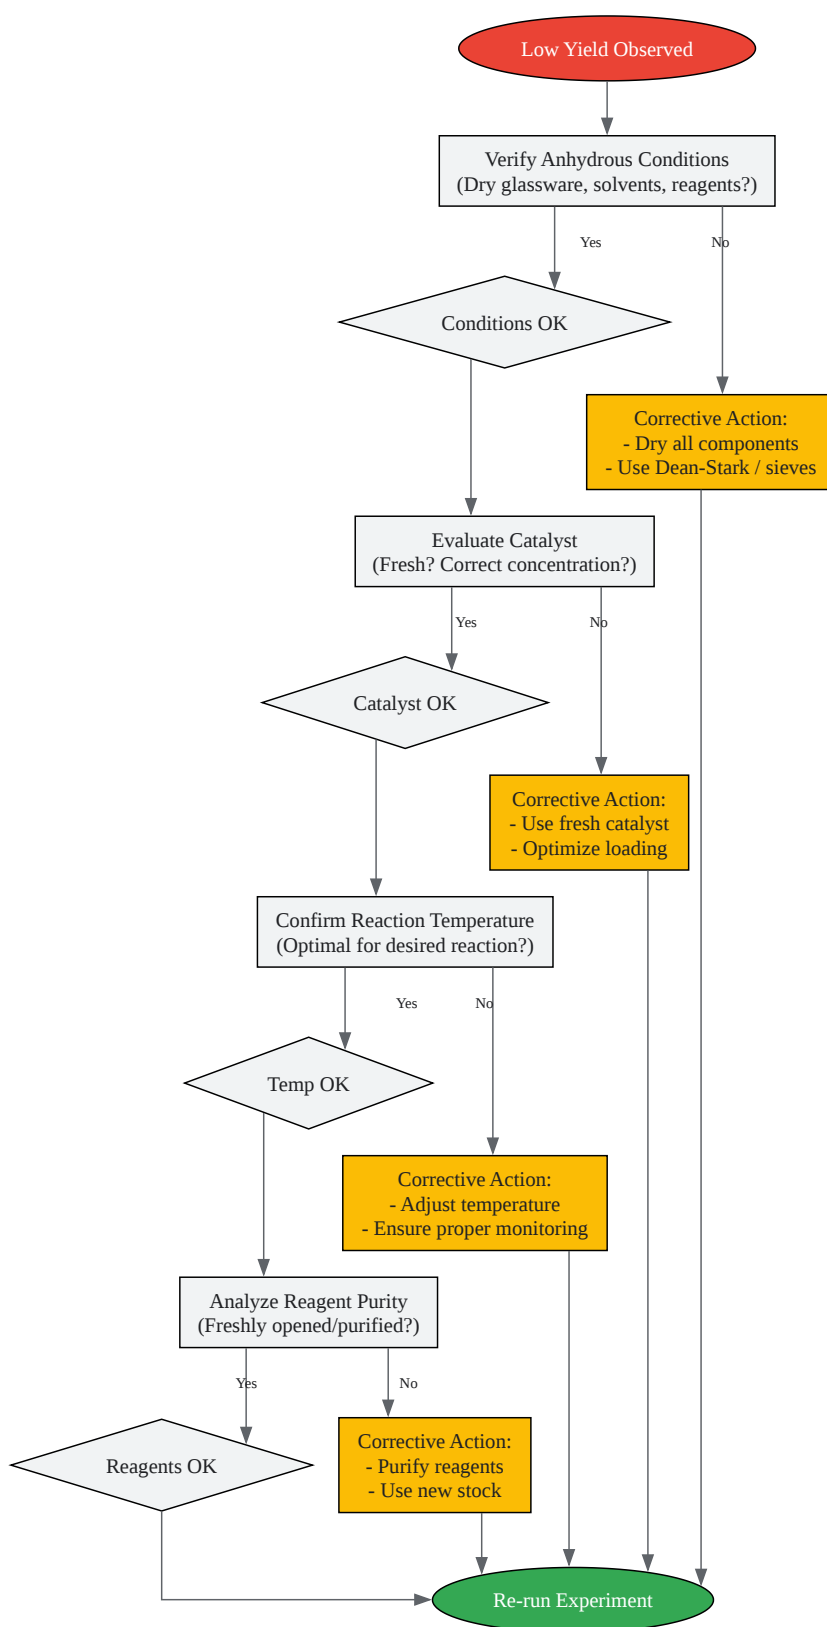 Low Yield Observed
Verify Anhydrous Conditions
(Dry glassware, solvents, reagents?)
Yes
No
Conditions OK
Corrective Action:
- Dry all components
- Use Dean-Stark / sieves
Evaluate Catalyst
(Fresh? Correct concentration?)
Yes
No
Catalyst OK
Corrective Action:
- Use fresh catalyst
- Optimize loading
Confirm Reaction Temperature
(Optimal for desired reaction?)
Yes
No
Temp OK
Corrective Action:
- Adjust temperature
- Ensure proper monitoring
Analyze Reagent Purity
(Freshly opened/purified?)
Yes
No
Reagents OK
Corrective Action:
- Purify reagents
- Use new stock
Re-run Experiment